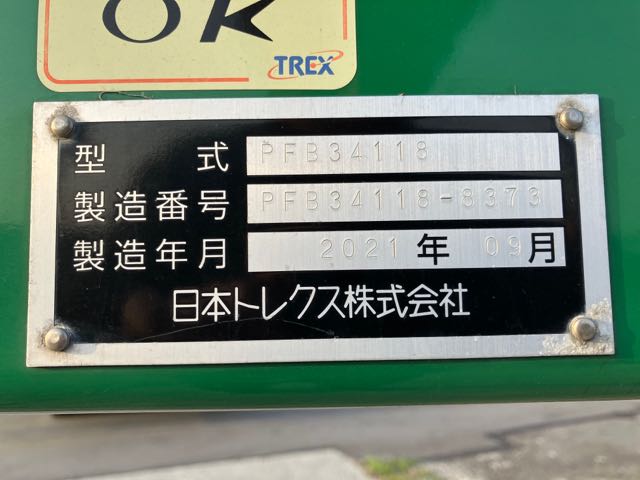 OK
TREX
型式 PFB34118
製造番号 PFB34118-8373
製造年月 2021年09月
日本トレクス株式会社